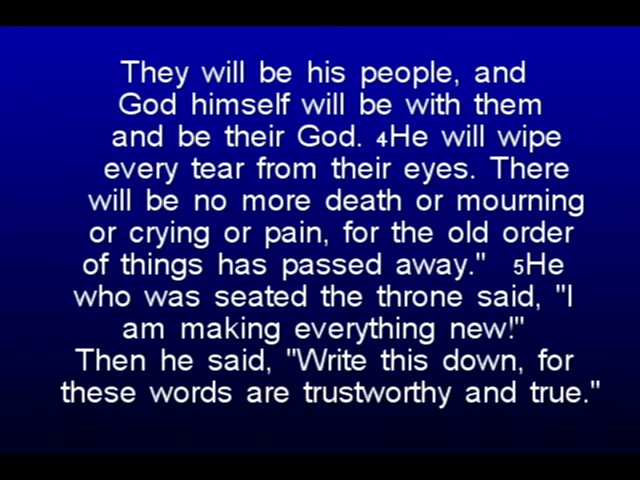 They will be his people, and
God himself will be with them
and be their God. 4He will wipe
every tear from their eyes. There
will be no more death or mourning
or crying or pain, for the old order
of things has passed away." 5He
who was seated the throne said, "I
am making everything new!"
Then he said, "Write this down, for
these words are trustworthy and true."